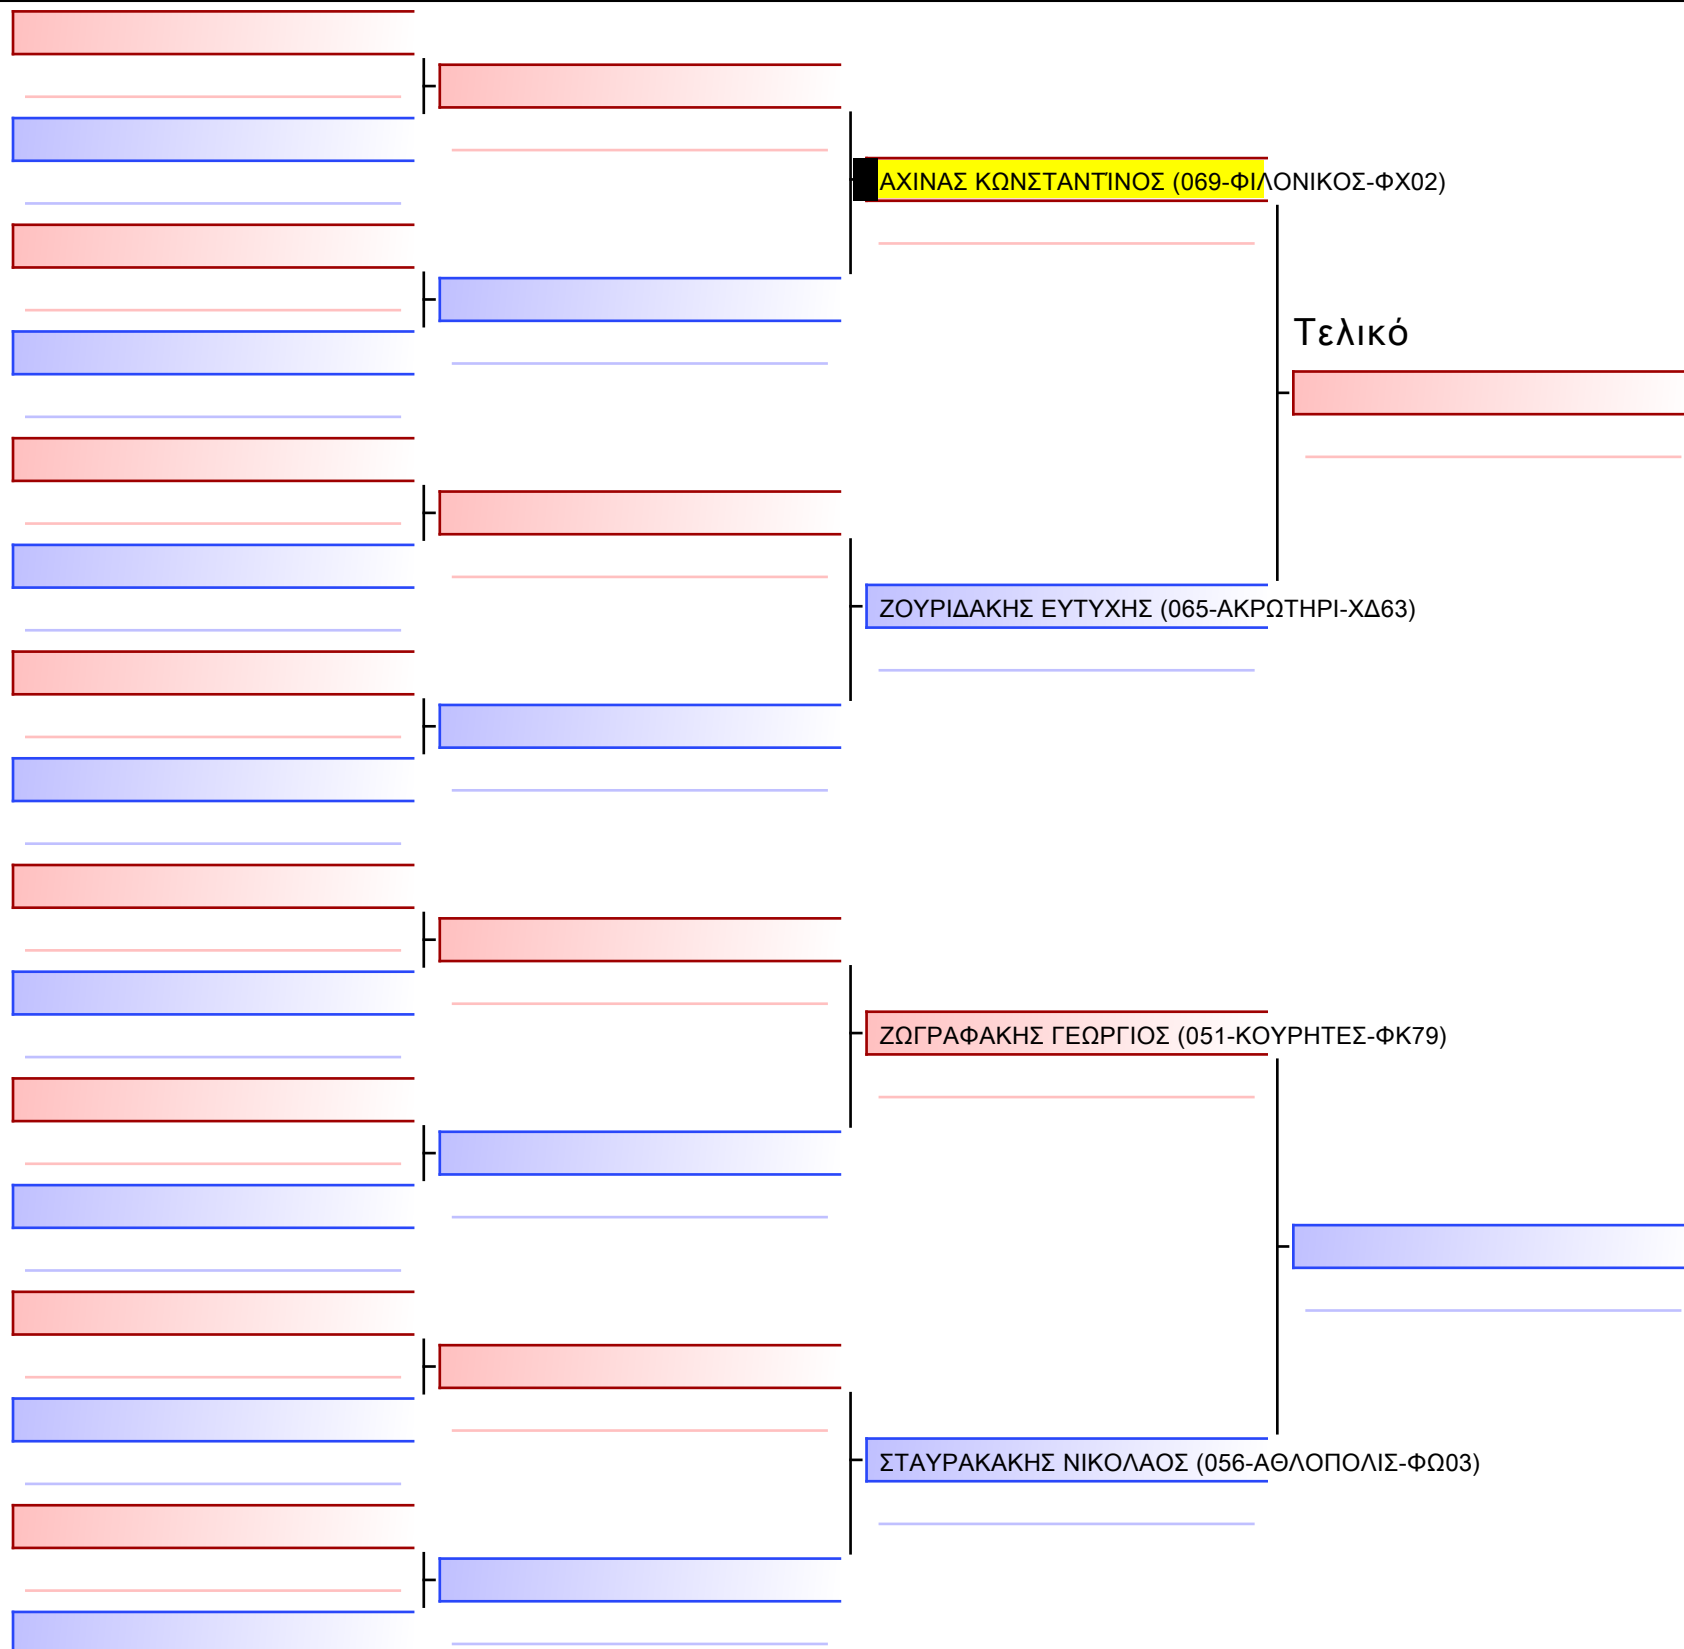 ΑΧΙΝΑΣ ΚΩΝΣΤΑΝΤΊΝΟΣ (069-ΦΙΛΟΝΙΚΟΣ-ΦΧ02)
Τελικό
ΖΟΥΡΙΔΑΚΗΣ ΕΥΤΥΧΗΣ (065-ΑΚΡΩΤΗΡΙ-ΧΔ63)
ΖΩΓΡΑΦΑΚΗΣ ΓΕΩΡΓΙΟΣ (051-ΚΟΥΡΗΤΕΣ-ΦΚ79)
ΣΤΑΥΡΑΚΑΚΗΣ ΝΙΚΟΛΑΟΣ (056-ΑΘΛΟΠΟΛΙΣ-ΦΩ03)